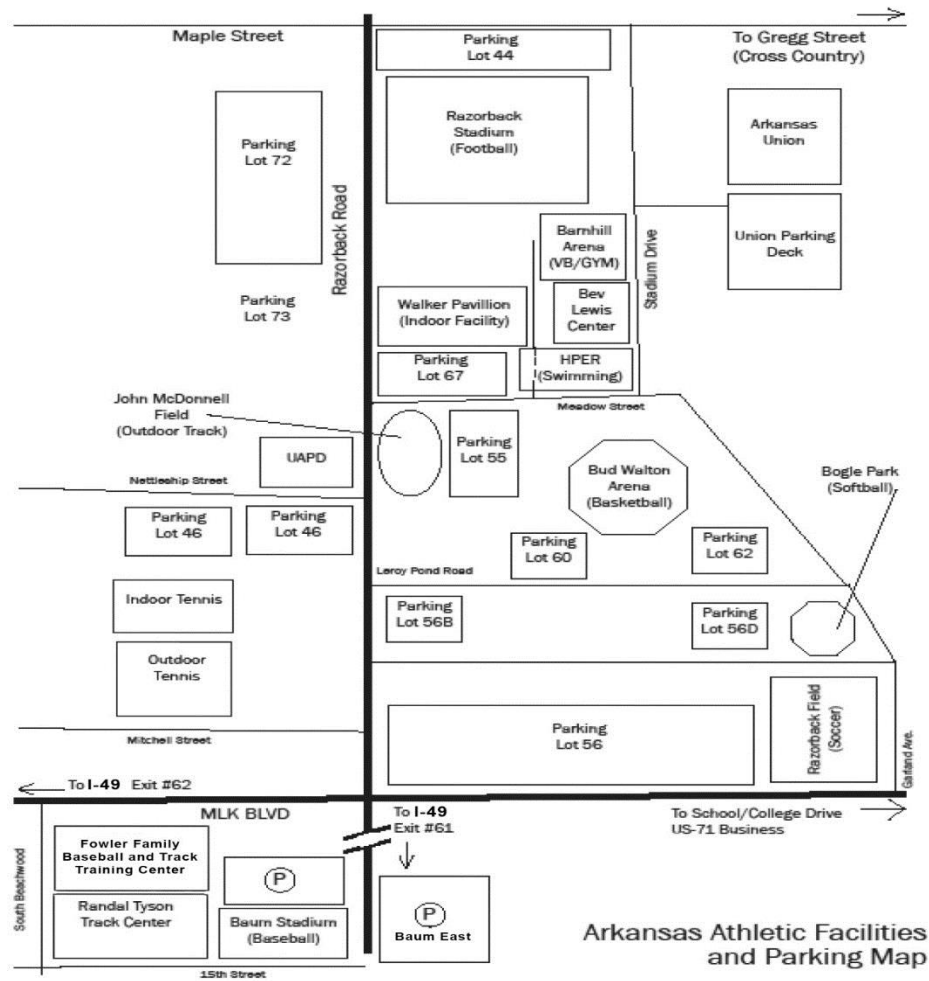 Maple Street
Parking
Lot 44
To Gregg Street
(Cross Country)
Parking
Lot 72
Razorback Road
Razorback
Stadium
(Football)
Arkansas
Union
Union Parking
Deck
Barnhill
Arena
(VB/GYM)
Stadium Drive
Parking
Lot 73
Walker Pavillion
(Indoor Facility)
Bev
Lewis
Center
Parking
Lot 67
HPER
(Swimming)
Meadow Street
John McDonnell
Field
(Outdoor Track)
UAPD
Parking
Lot 55
Bud Walton
Arena
(Basketball)
Bogle Park
(Softball)
Nettleship Street
Parking
Lot 46
Parking
Lot 46
Parking
Lot 60
Parking
Lot 62
Leroy Pond Road
Indoor Tennis
Parking
Lot 56B
Parking
Lot 56D
Outdoor
Tennis
Mitchell Street
Parking
Lot 56
Razorback Field
(Soccer)
Garland Ave.
To I-49 Exit #62
MLK BLVD
To I-49
Exit #61
To School/College Drive
US-71 Business
South Beachwood
Fowler Family
Baseball and Track
Training Center
P
Randal Tyson
Track Center
Baum Stadium
(Baseball)
P
Baum East
15th Street
Arkansas Athletic Facilities
and Parking Map